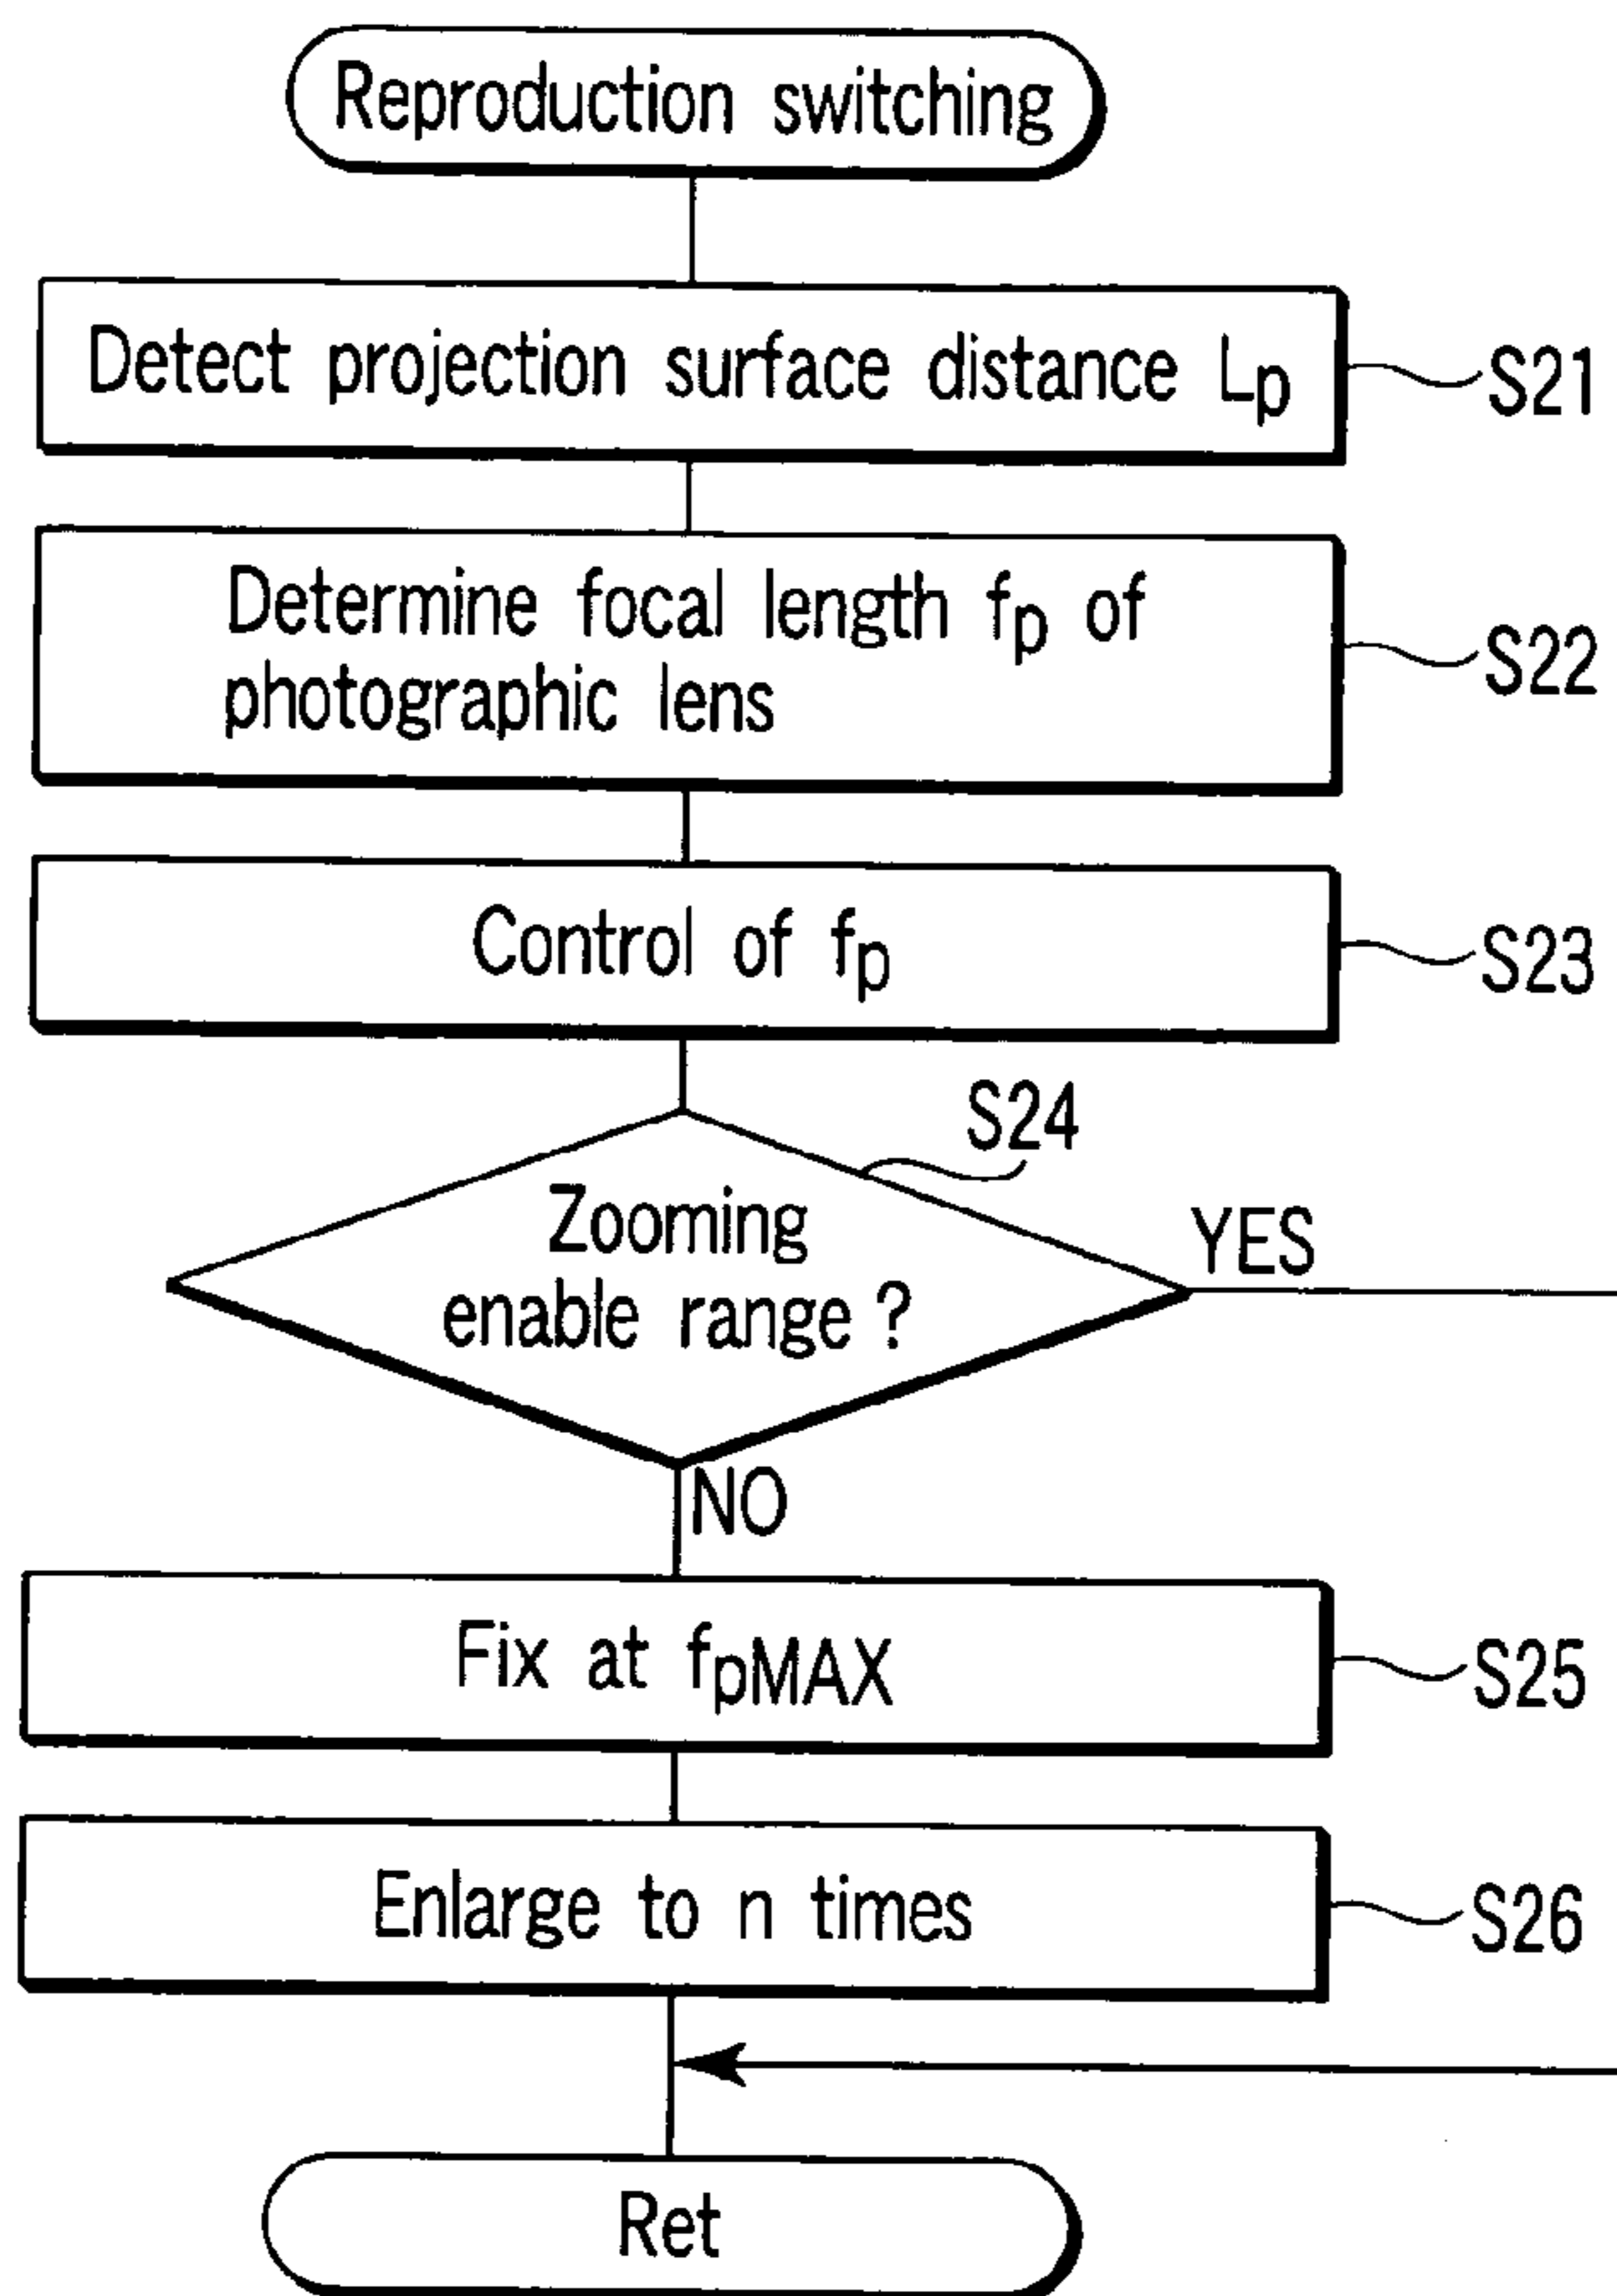 Reproduction switching
Detect projection surface distance Lp
S21
Determine focal length fp of
photographic lens
S22
Control of fp
S23
S24
Zooming
enable range ?
YES
NO
Fix at fpMAX
S25
Enlarge to n times
S26
Ret